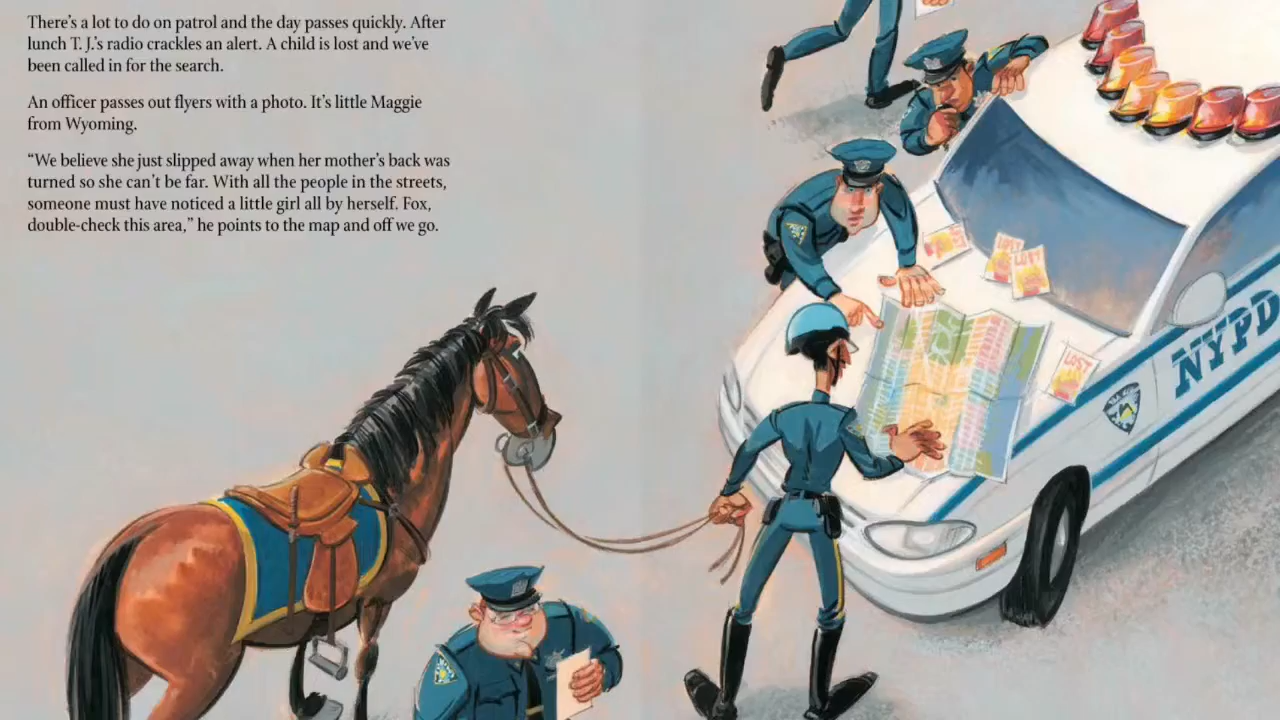 There’s a lot to do on patrol and the day passes quickly. After
lunch T. J.’s radio crackles an alert. A child is lost and we’ve
been called in for the search.
An officer passes out flyers with a photo. It’s little Maggie
from Wyoming.
“We believe she just slipped away when her mother’s back was
turned so she can’t be far. With all the people in the streets,
someone must have noticed a little girl all by herself. Fox,
double-check this area,” he points to the map and off we go.
LOST
LOST
LOST
NYPD